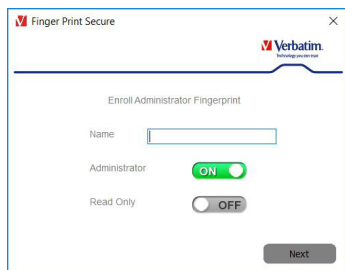 Finger Print Secure
Verbatim.
Technology you can trust
Enroll Administrator Fingerprint
Name
Administrator
ON
Read Only
OFF
Next